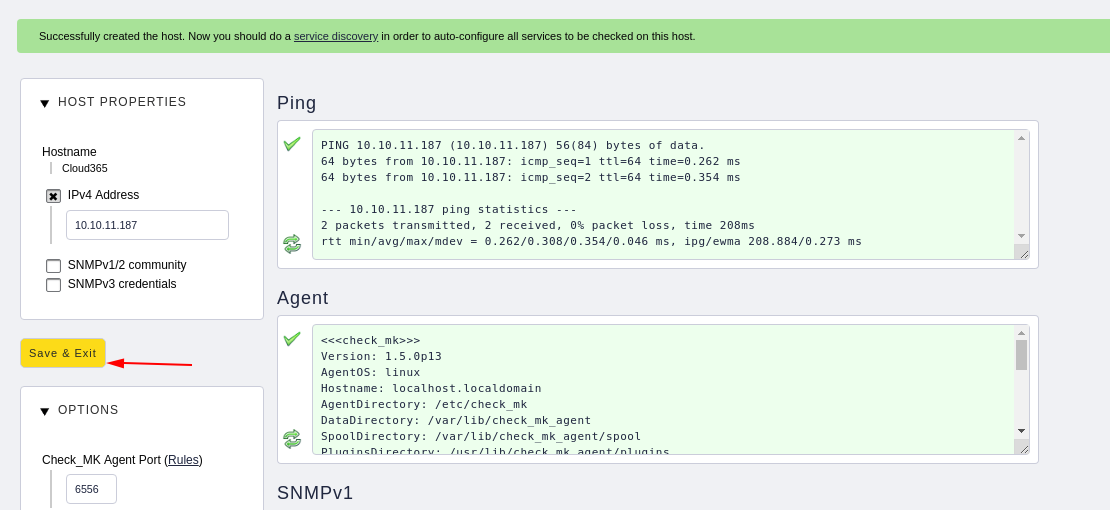 Successfully created the host. Now you should do a service discovery in order to auto-configure all services to be checked on this host.
HOST PROPERTIES
Hostname
Cloud365
IPv4 Address
10.10.11.187
SNMPv1/2 community
SNMPv3 credentials
Save & Exit
OPTIONS
Check_MK Agent Port (Rules)
6556
Ping
PING 10.10.11.187 (10.10.11.187) 56(84) bytes of data.
64 bytes from 10.10.11.187: icmp_seq=1 ttl=64 time=0.262 ms
64 bytes from 10.10.11.187: icmp_seq=2 ttl=64 time=0.354 ms
--- 10.10.11.187 ping statistics ---
2 packets transmitted, 2 received, 0% packet loss, time 208ms
rtt min/avg/max/mdev = 0.262/0.308/0.354/0.046 ms, ipg/ewma 208.884/0.273 ms
Agent
<<<check_mk>>>
Version: 1.5.0p13
AgentOS: linux
Hostname: localhost.localdomain
AgentDirectory: /etc/check_mk
DataDirectory: /var/lib/check_mk_agent
SpoolDirectory: /var/lib/check_mk_agent/spool
PluginsDirectory: /usr/lib/check_mk_agent/plugins
SNMPv1